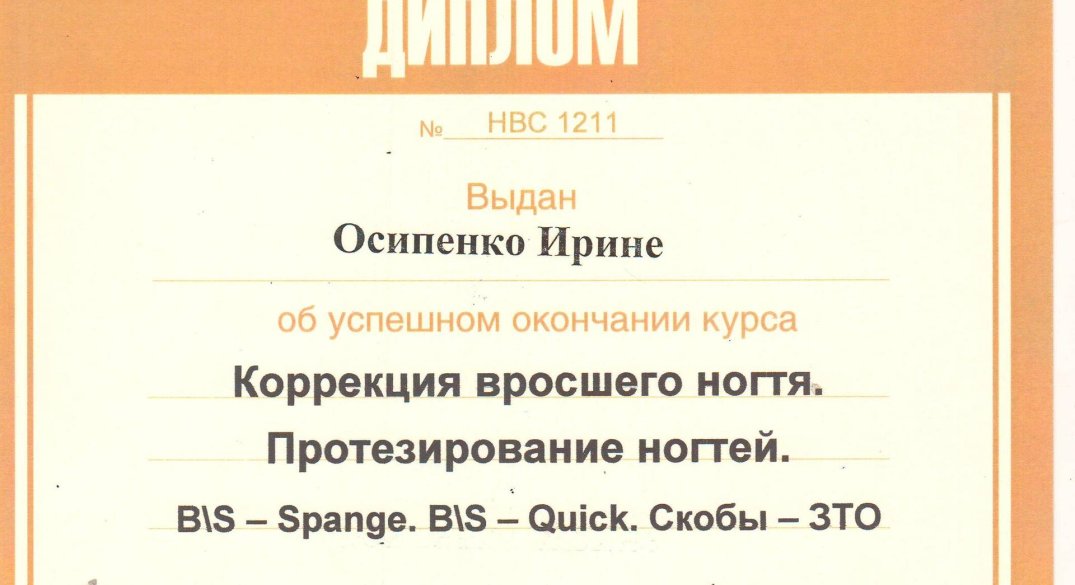 ДИПЛОМ
№ НВС 1211
Выдан
Осипенко Ирине
об успешном окончании курса
Коррекция вросшего ногтя.
Протезирование ногтей.
B\S – Spange. B\S – Quick. Скобы – ЗТО